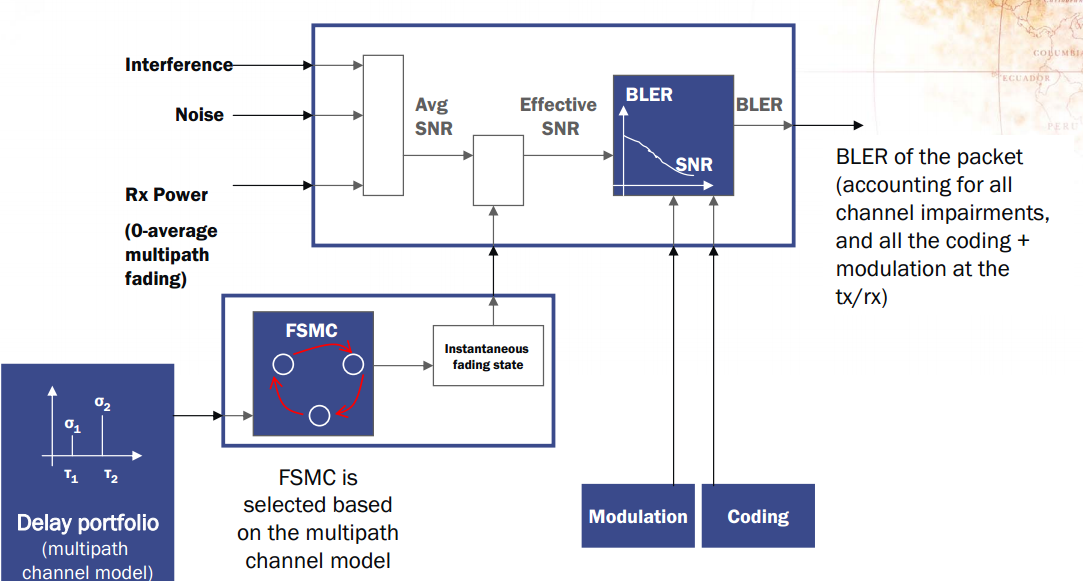 Interference
Noise
Rx Power
(0-average
multipath
fading)
Avg
SNR
Effective
SNR
BLER
SNR
BLER
BLER of the packet
(accounting for all
channel impairments,
and all the coding +
modulation at the
tx/rx)
COLUMBIA
ECUADOR
PERU
FSMC
Instantaneous
fading state
σ1
σ2
τ1
τ2
Delay portfolio
(multipath
channel model)
FSMC is
selected based
on the multipath
channel model
Modulation
Coding